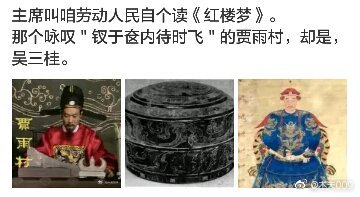 主席叫咱劳动人民自个读《红楼梦》。
那个咏叹＂钗于奁内待时飞＂的贾雨村，却是，
吴三桂。
贾雨村